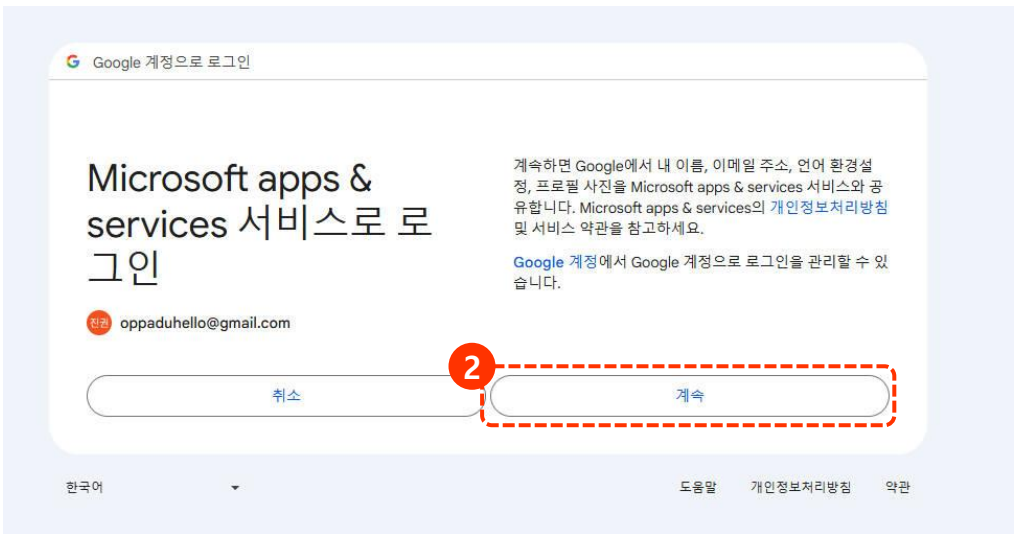 Google 계정으로 로그인
Microsoft apps &
services 서비스로 로
그인
진권 oppaduhello@gmail.com
계속하면 Google에서 내 이름, 이메일 주소, 언어 환경설
정, 프로필 사진을 Microsoft apps & services 서비스와 공
유합니다. Microsoft apps & services의 개인정보처리방침
및 서비스 약관을 참고하세요.
Google 계정에서 Google 계정으로 로그인을 관리할 수 있
습니다.
2
취소 계속
한국어 도움말 개인정보처리방침 약관